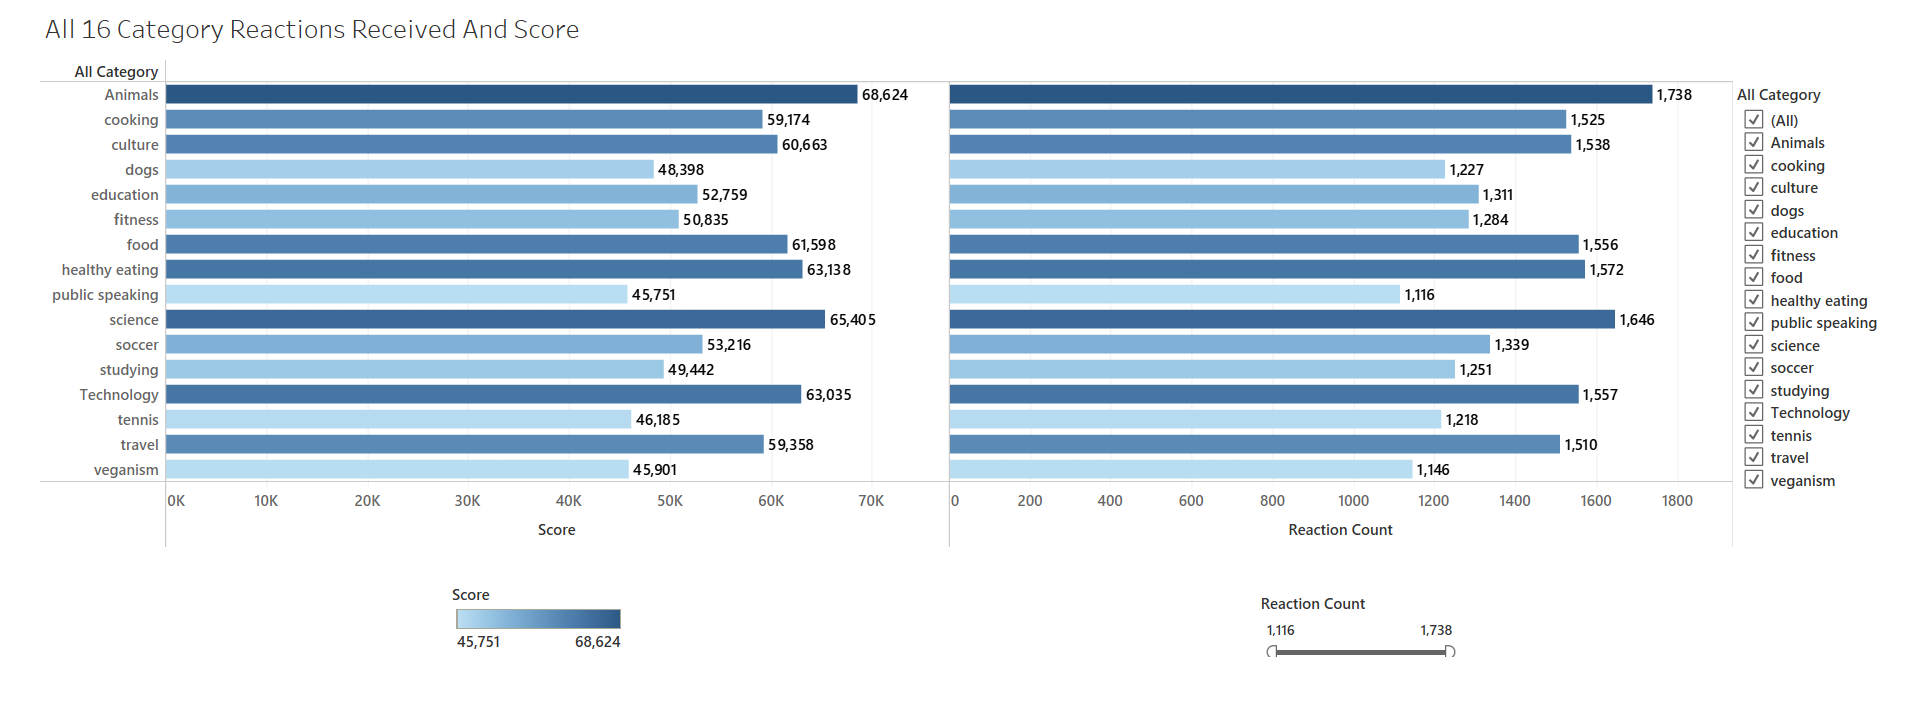 All 16 Category Reactions Received And Score
All Category
Animals 68,624 1,738
cooking 59,174 1,525
culture 60,663 1,538
dogs 48,398 1,227
education 52,759 1,311
fitness 50,835 1,284
food 61,598 1,556
healthy eating 63,138 1,572
public speaking 45,751 1,116
science 65,405 1,646
soccer 53,216 1,339
studying 49,442 1,251
Technology 63,035 1,557
tennis 46,185 1,218
travel 59,358 1,510
veganism 45,901 1,146
0K 10K 20K 30K 40K 50K 60K 70K
Score
0 200 400 600 800 1000 1200 1400 1600 1800
Reaction Count
All Category
(All)
Animals
cooking
culture
dogs
education
fitness
food
healthy eating
public speaking
science
soccer
studying
Technology
tennis
travel
veganism
Score
45,751 68,624
Reaction Count
1,116 1,738